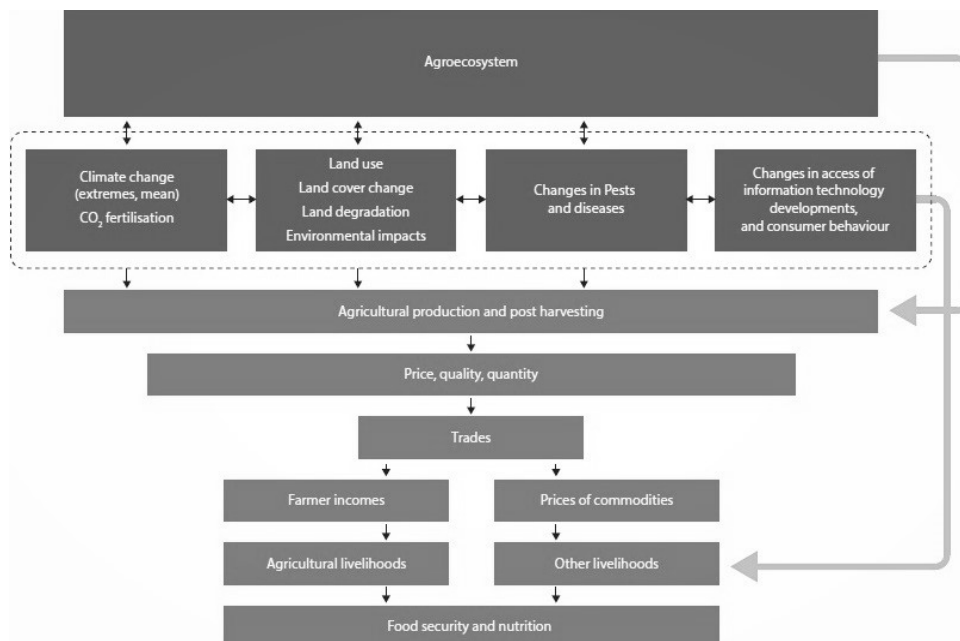 Agroecosystem
Climate change
(extremes, mean)
CO₂ fertilisation
Land use
Land cover change
Land degradation
Environmental impacts
Changes in Pests
and diseases
Changes in access of
information technology
developments,
and consumer behaviour
Agricultural production and post harvesting
Price, quality, quantity
Trades
Farmer incomes
Prices of commodities
Agricultural livelihoods
Other livelihoods
Food security and nutrition